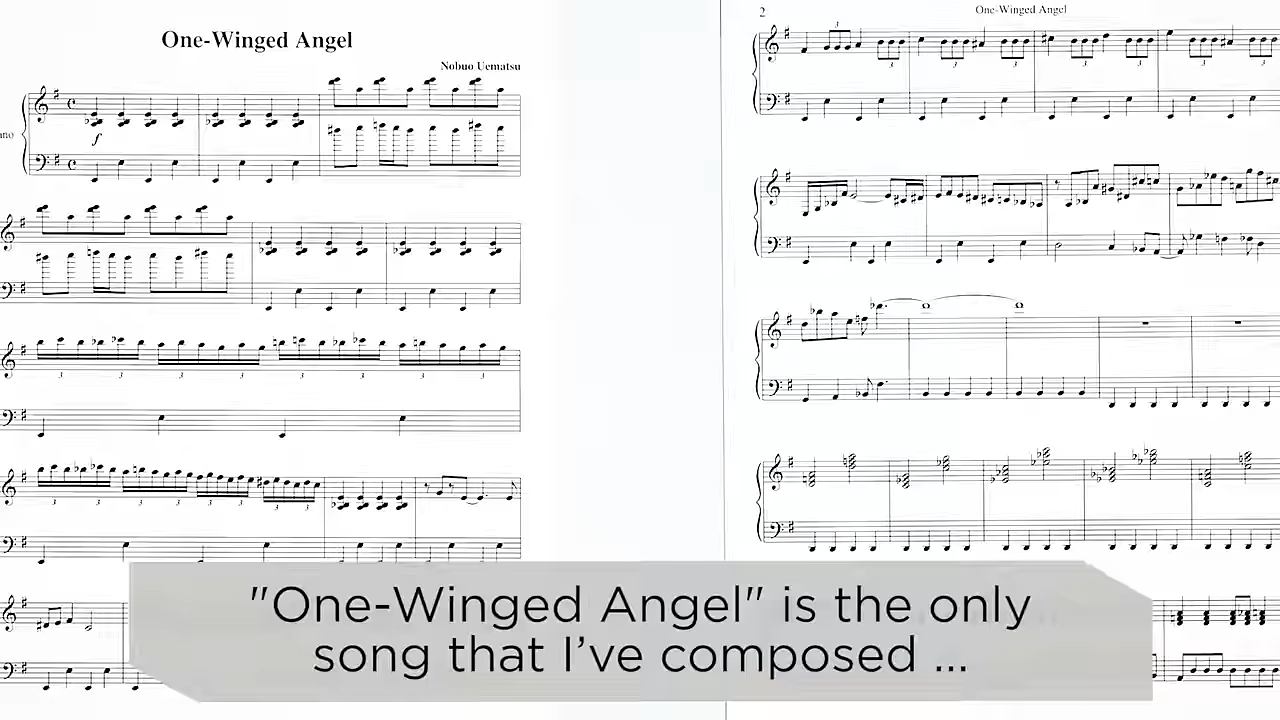 One-Winged Angel
Nobuo Uematsu
2
One-Winged Angel
"One-Winged Angel" is the only
song that I've composed ...